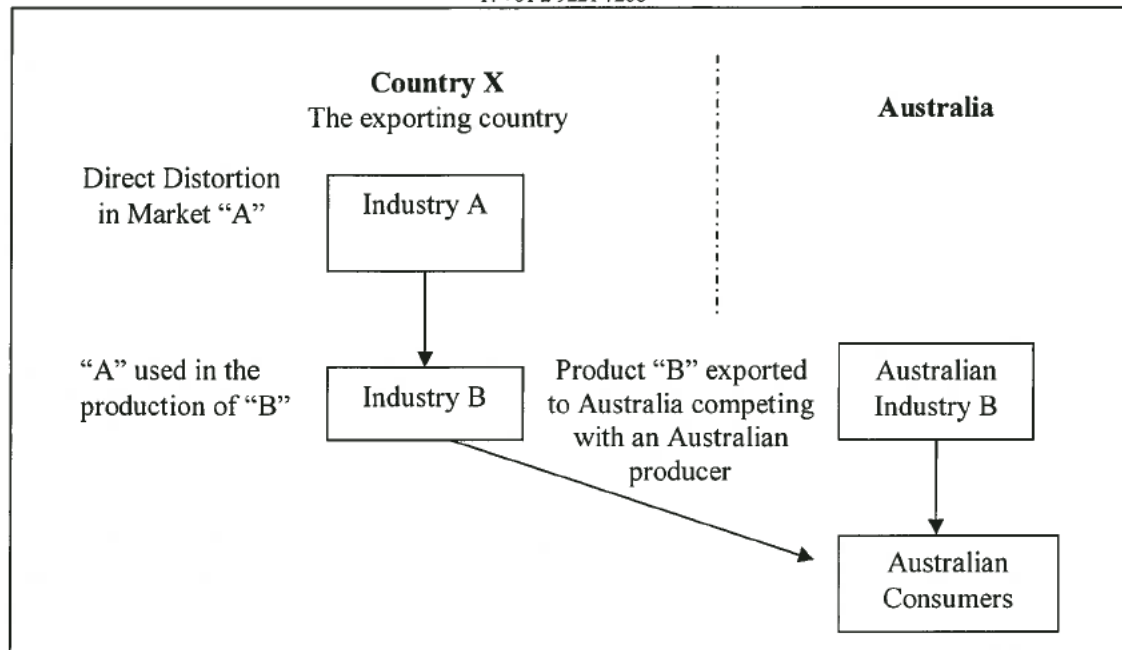 Country X
The exporting country
Australia
Direct Distortion
in Market “A”
Industry A
“A” used in the
production of “B”
Industry B
Product “B” exported
to Australia competing
with an Australian
producer
Australian
Industry B
Australian
Consumers